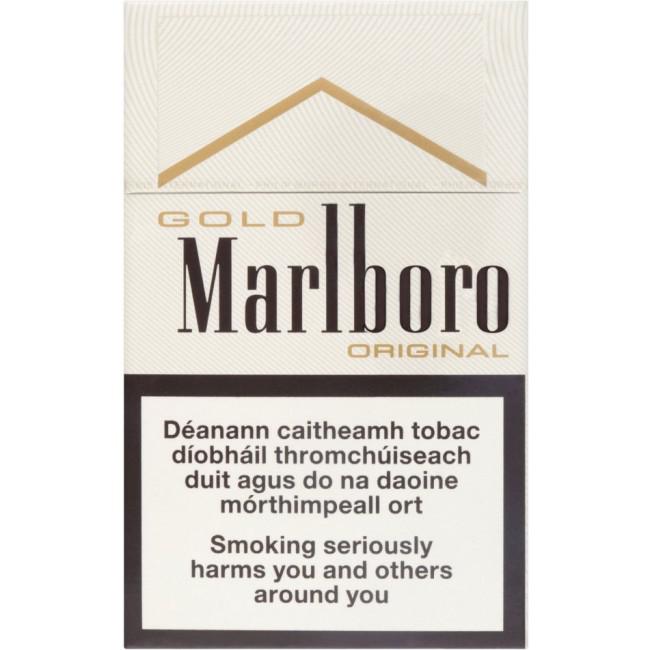 GOLD
Marlboro
ORIGINAL
Déanann caitheamh tobac
díobháil thromchúiseach
duit agus do na daoine
mórthimpeall ort
Smoking seriously
harms you and others
around you